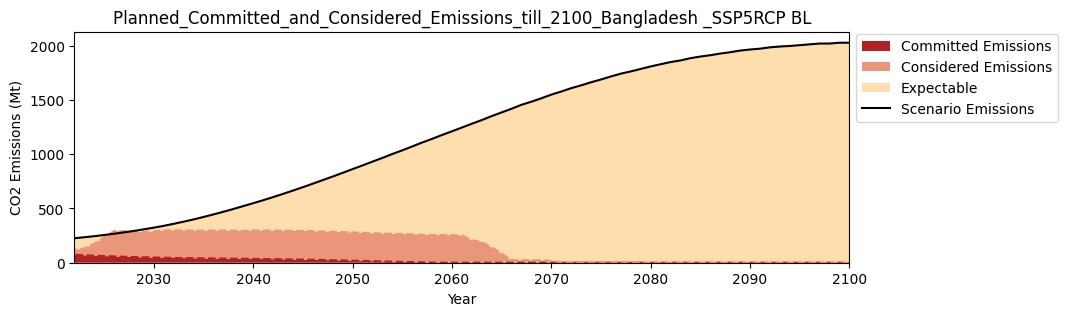 Planned_Committed_and_Considered_Emissions_till_2100_Bangladesh _SSP5RCP BL
CO2 Emissions (Mt)
2000
1500
1000
500
0
2030 2040 2050 2060 2070 2080 2090 2100
Year
Committed Emissions
Considered Emissions
Expectable
Scenario Emissions